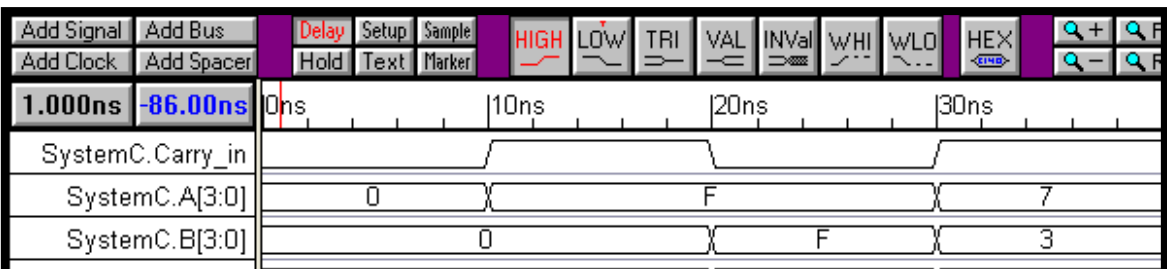 Add Signal Add Bus Delay Setup Sample HIGH LOW TRI VAL INVal WHI WLO HEX + F
Add Clock Add Spacer Hold Text Marker − R
1.000ns -86.00ns 0ns 10ns 20ns 30ns
SystemC.Carry_in
SystemC.A[3:0] 0 F 7
SystemC.B[3:0] 0 F 3